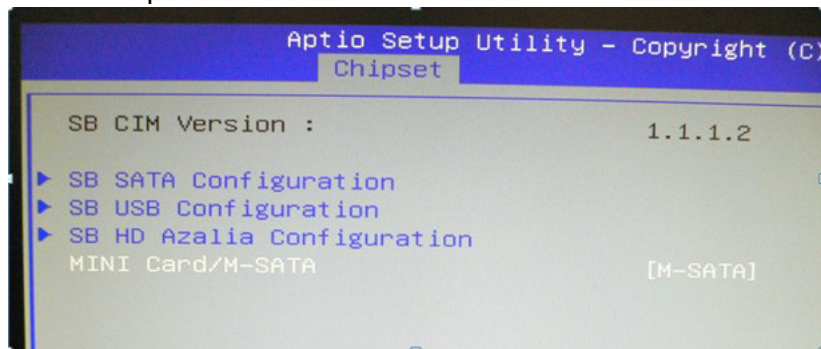 Aptio Setup Utility – Copyright (C)
Chipset
SB CIM Version : 1.1.1.2
▶ SB SATA Configuration
▶ SB USB Configuration
▶ SB HD Azalia Configuration
MINI Card/M-SATA [M-SATA]